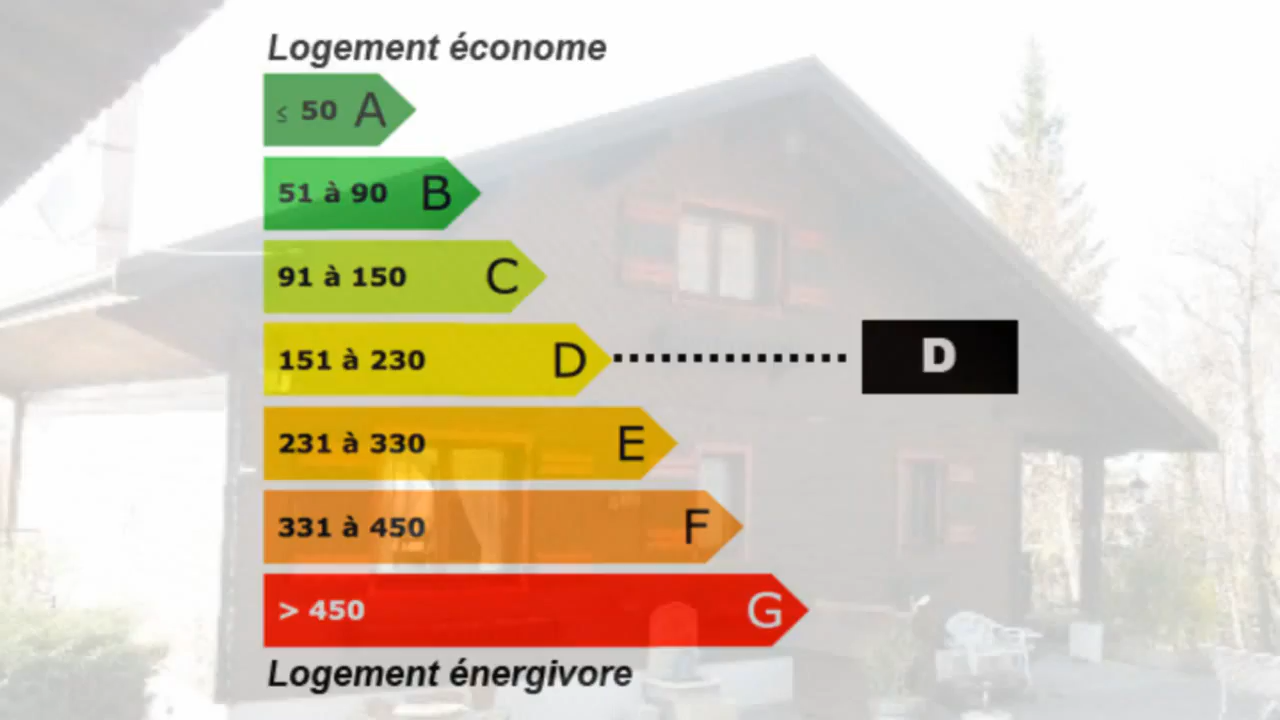 Logement économe
≤ 50 A
51 à 90 B
91 à 150 C
151 à 230 D
D
231 à 330 E
331 à 450 F
> 450 G
Logement énergivore